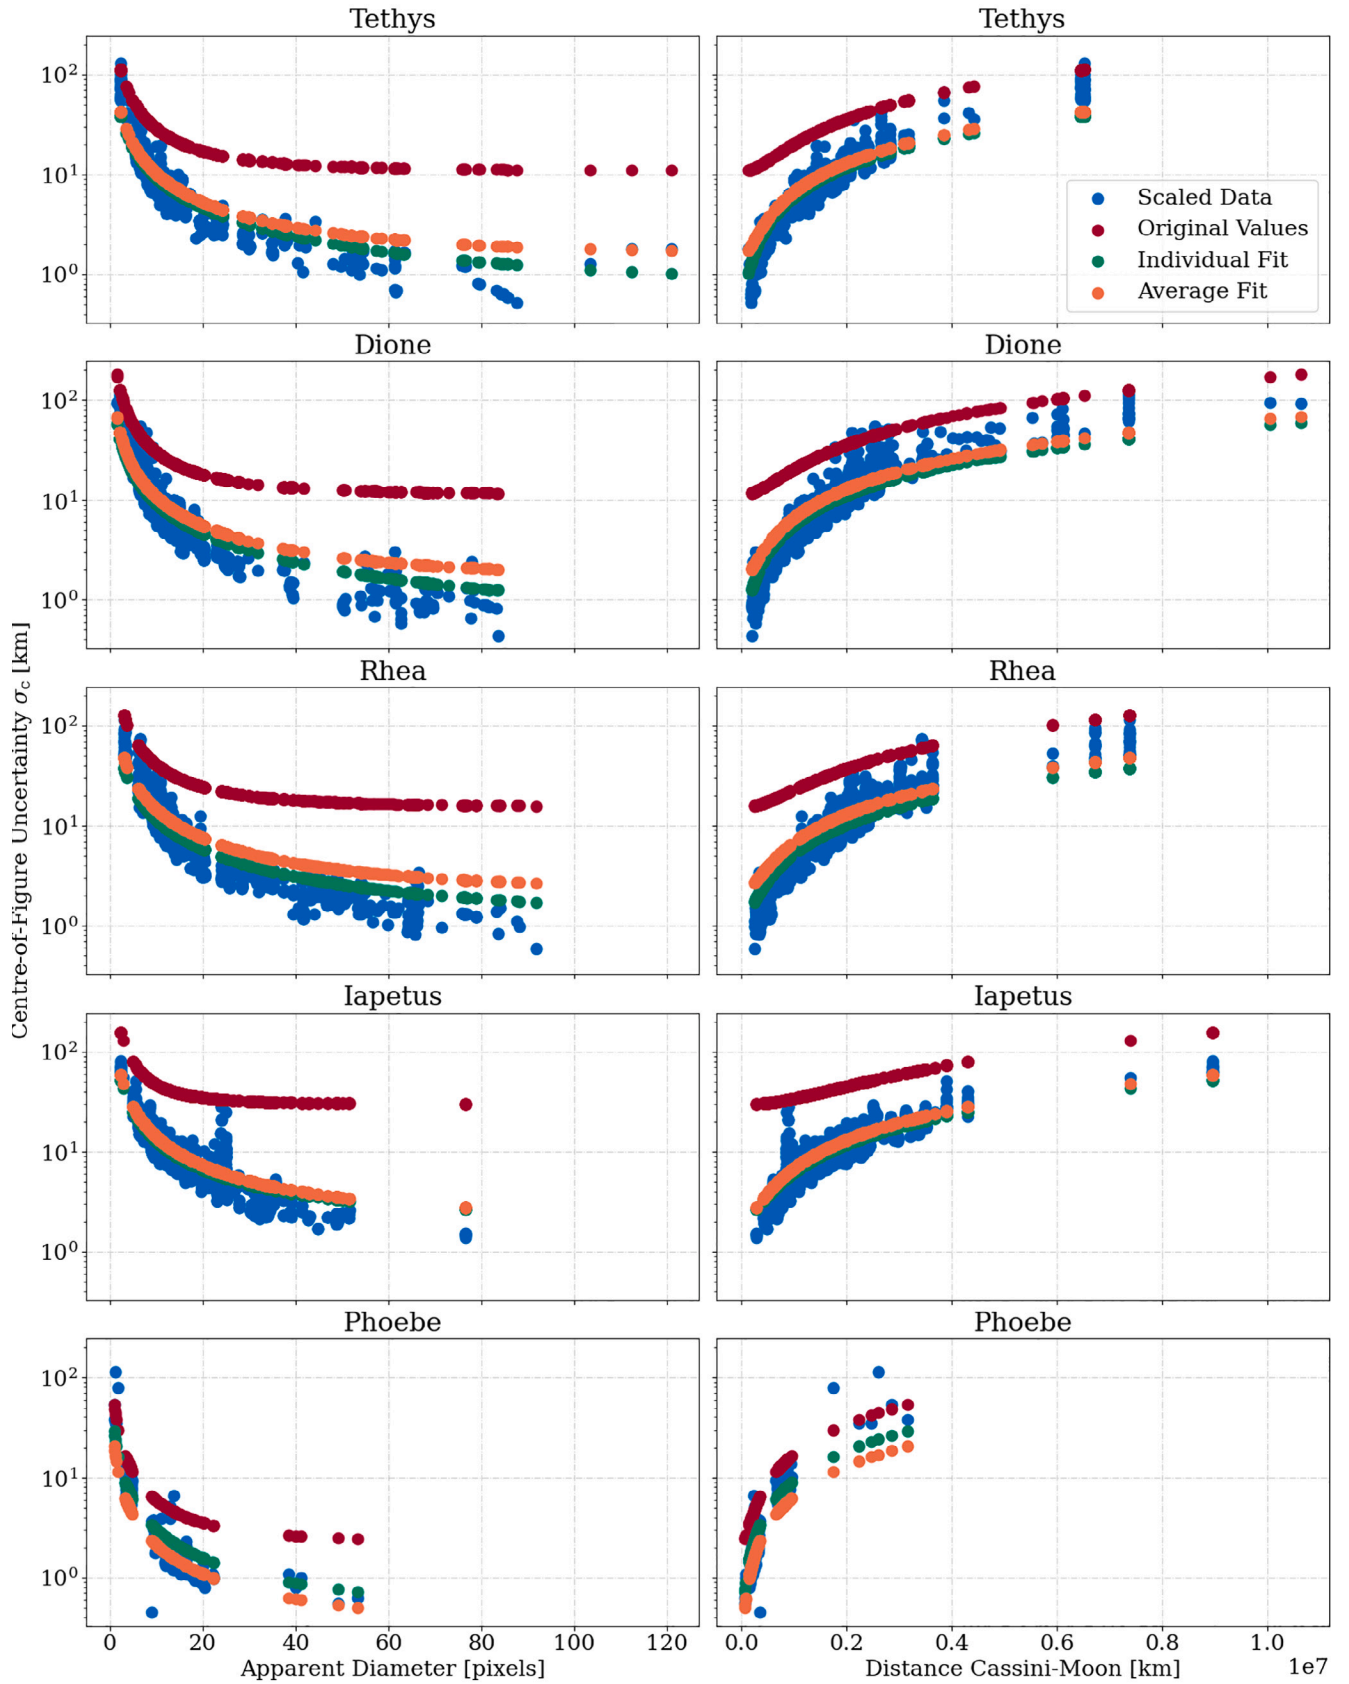 Tethys
Tethys
10²
10¹
10⁰
Scaled Data
Original Values
Individual Fit
Average Fit
Dione
Dione
10²
10¹
10⁰
Rhea
Rhea
10²
10¹
10⁰
Centre-of-Figure Uncertainty σc [km]
Iapetus
Iapetus
10²
10¹
10⁰
Phoebe
Phoebe
10²
10¹
10⁰
0 20 40 60 80 100 120
0.0 0.2 0.4 0.6 0.8 1.0
1e7
Apparent Diameter [pixels]
Distance Cassini-Moon [km]